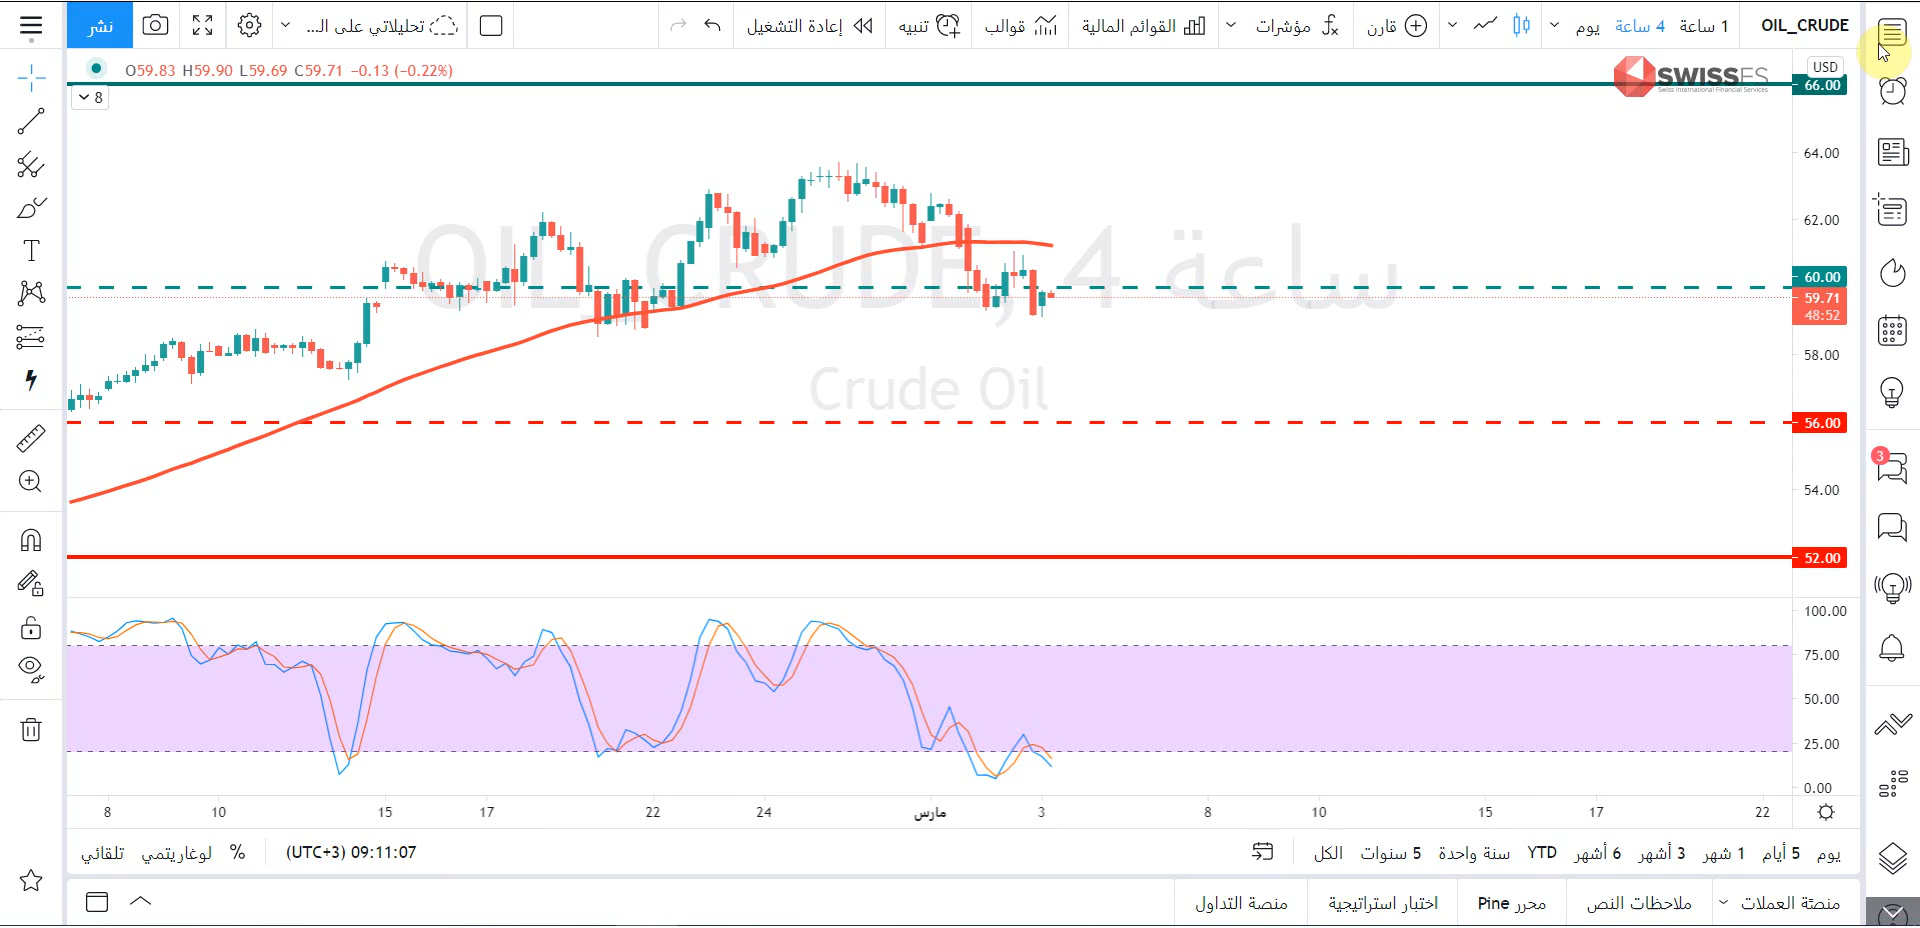 نشر
تحليلاتي على الـ...
إعادة التشغيل
تنبيه
قوالب
القوائم المالية
مؤشرات
قارن
يوم
4 ساعة
1 ساعة
OIL_CRUDE
O59.83 H59.90 L59.69 C59.71 −0.13 (−0.22%)
8
SWISSFS
Swiss International Financial Services
USD
66.00
64.00
62.00
60.00
59.71
48:52
58.00
56.00
54.00
52.00
OIL_CRUDE, 4 ساعة
Crude Oil
3
100.00
75.00
50.00
25.00
0.00
8 10 15 17 22 24 مارس 3 8 10 15 17 22
تلقائي
لوغاريتمي
%
09:11:07 (UTC+3)
الكل
5 سنوات
سنة واحدة
YTD
6 أشهر
3 أشهر
1 شهر
5 أيام
يوم
منصة التداول
اختبار استراتيجية
محرر Pine
ملاحظات النص
منصئة العملات